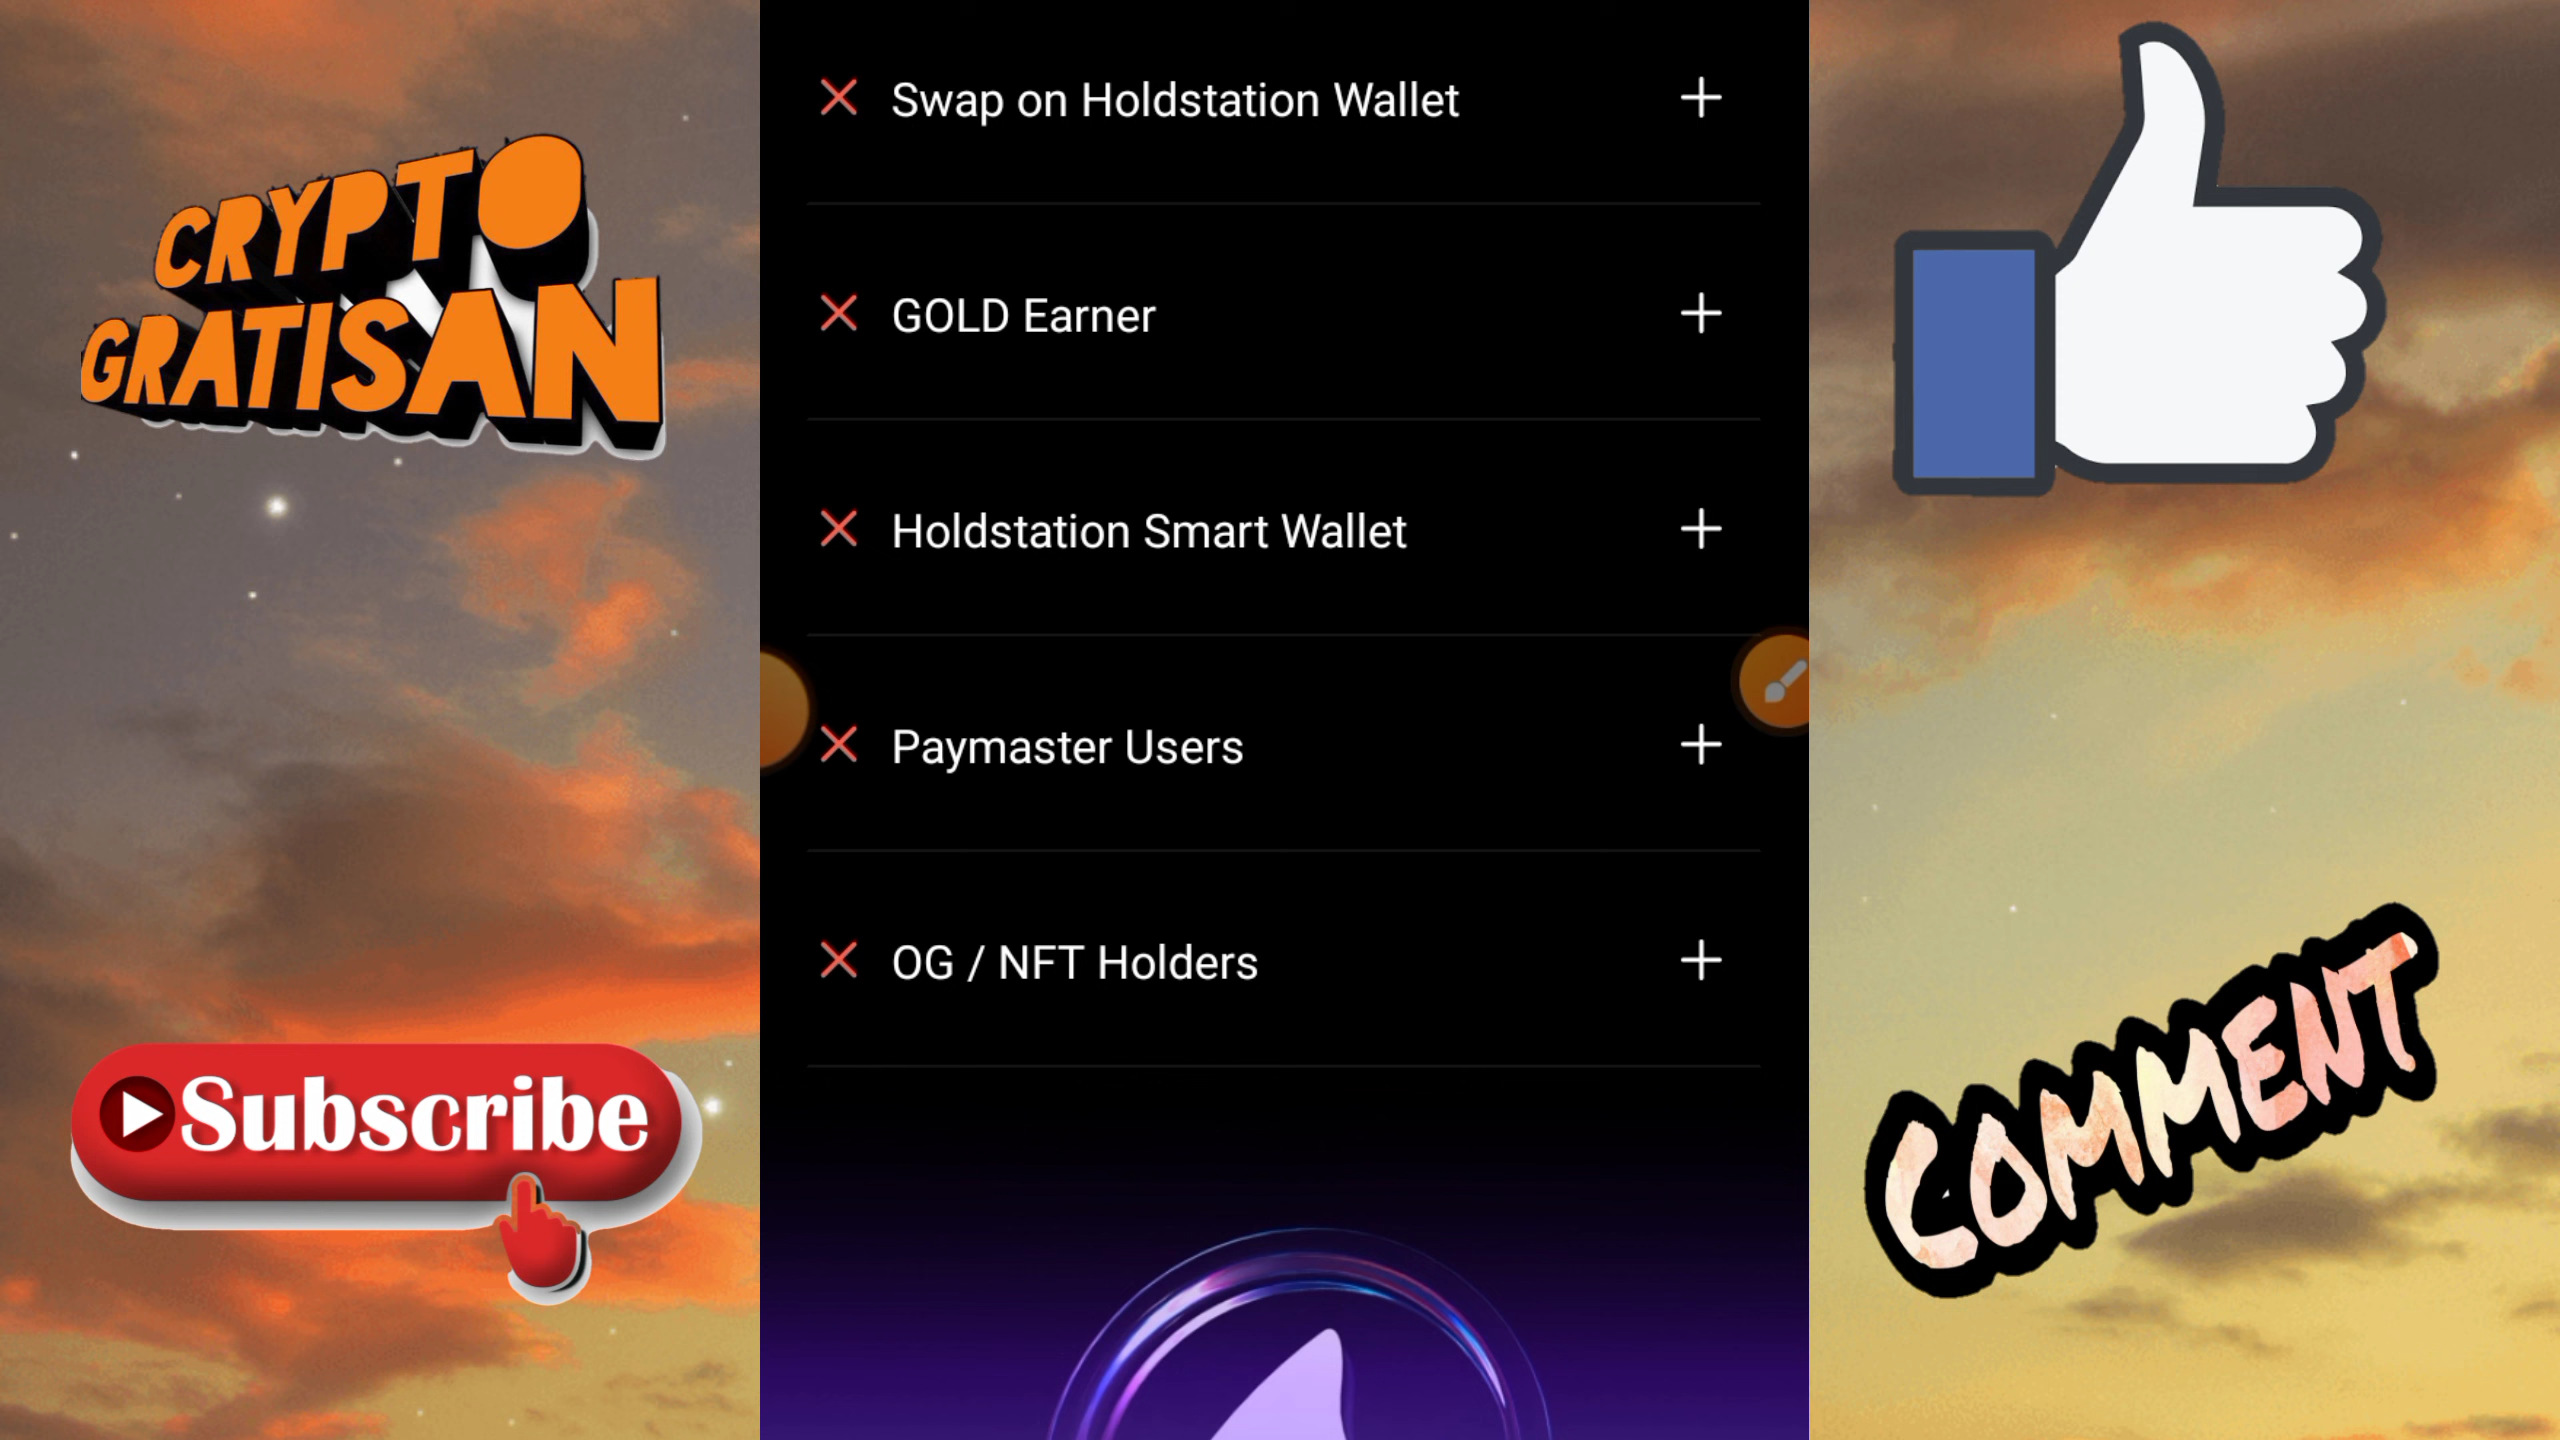 CRYPTO
GRATISAN
Subscribe
Swap on Holdstation Wallet
GOLD Earner
Holdstation Smart Wallet
Paymaster Users
OG / NFT Holders
COMMENT